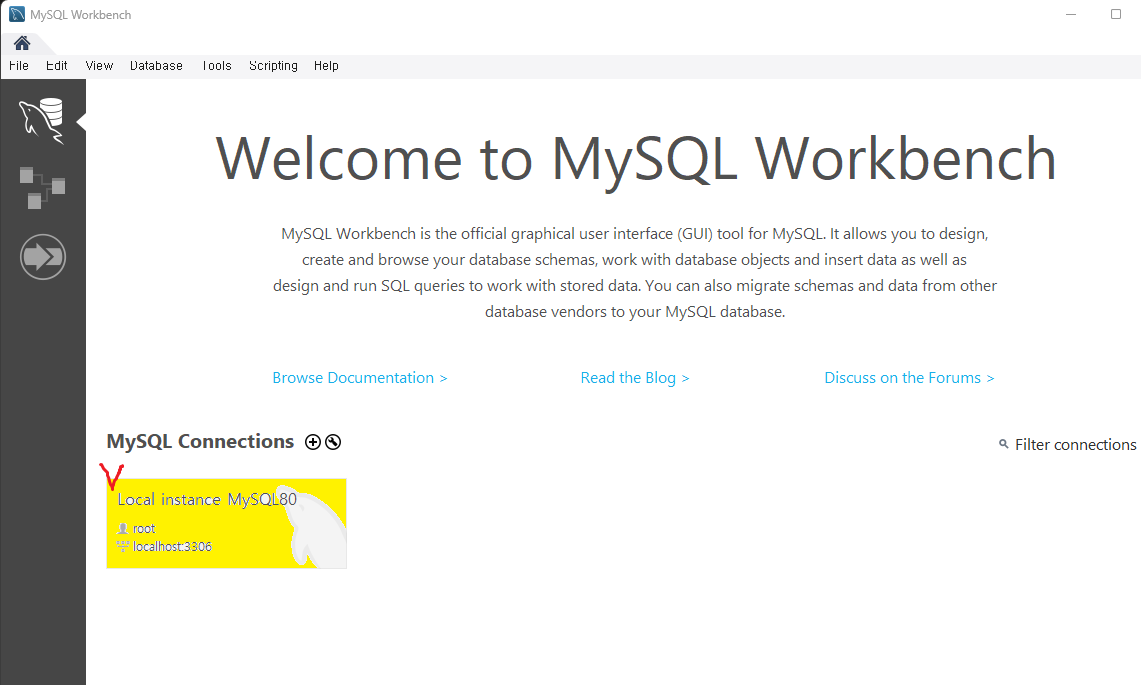 MySQL Workbench
File Edit View Database Tools Scripting Help
Welcome to MySQL Workbench
MySQL Workbench is the official graphical user interface (GUI) tool for MySQL. It allows you to design,
create and browse your database schemas, work with database objects and insert data as well as
design and run SQL queries to work with stored data. You can also migrate schemas and data from other
database vendors to your MySQL database.
Browse Documentation > Read the Blog > Discuss on the Forums >
MySQL Connections Filter connections
Local instance MySQL80
root
localhost:3306